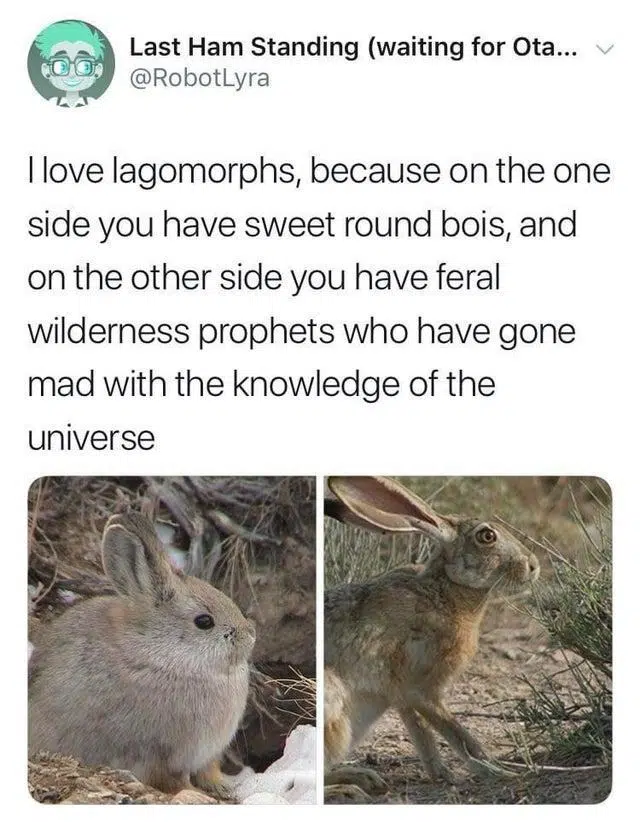 Last Ham Standing (waiting for Ota...
@RobotLyra
I love lagomorphs, because on the one
side you have sweet round bois, and
on the other side you have feral
wilderness prophets who have gone
mad with the knowledge of the
universe